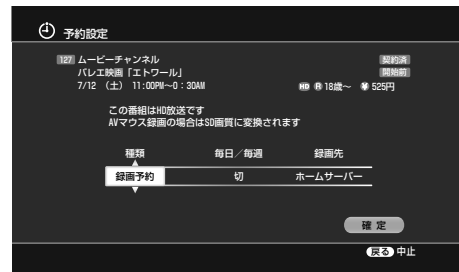 予約設定
127 ムービーチャンネル 契約済
バレエ映画「エトワール」 開始前
7/12 （土） 11:00PM～0：30AM HD R 18歳～ ¥ 525円
この番組はHD放送です
AVマウス録画の場合はSD画質に変換されます
種類 毎日／毎週 録画先
録画予約 切 ホームサーバー
確 定
戻る 中止